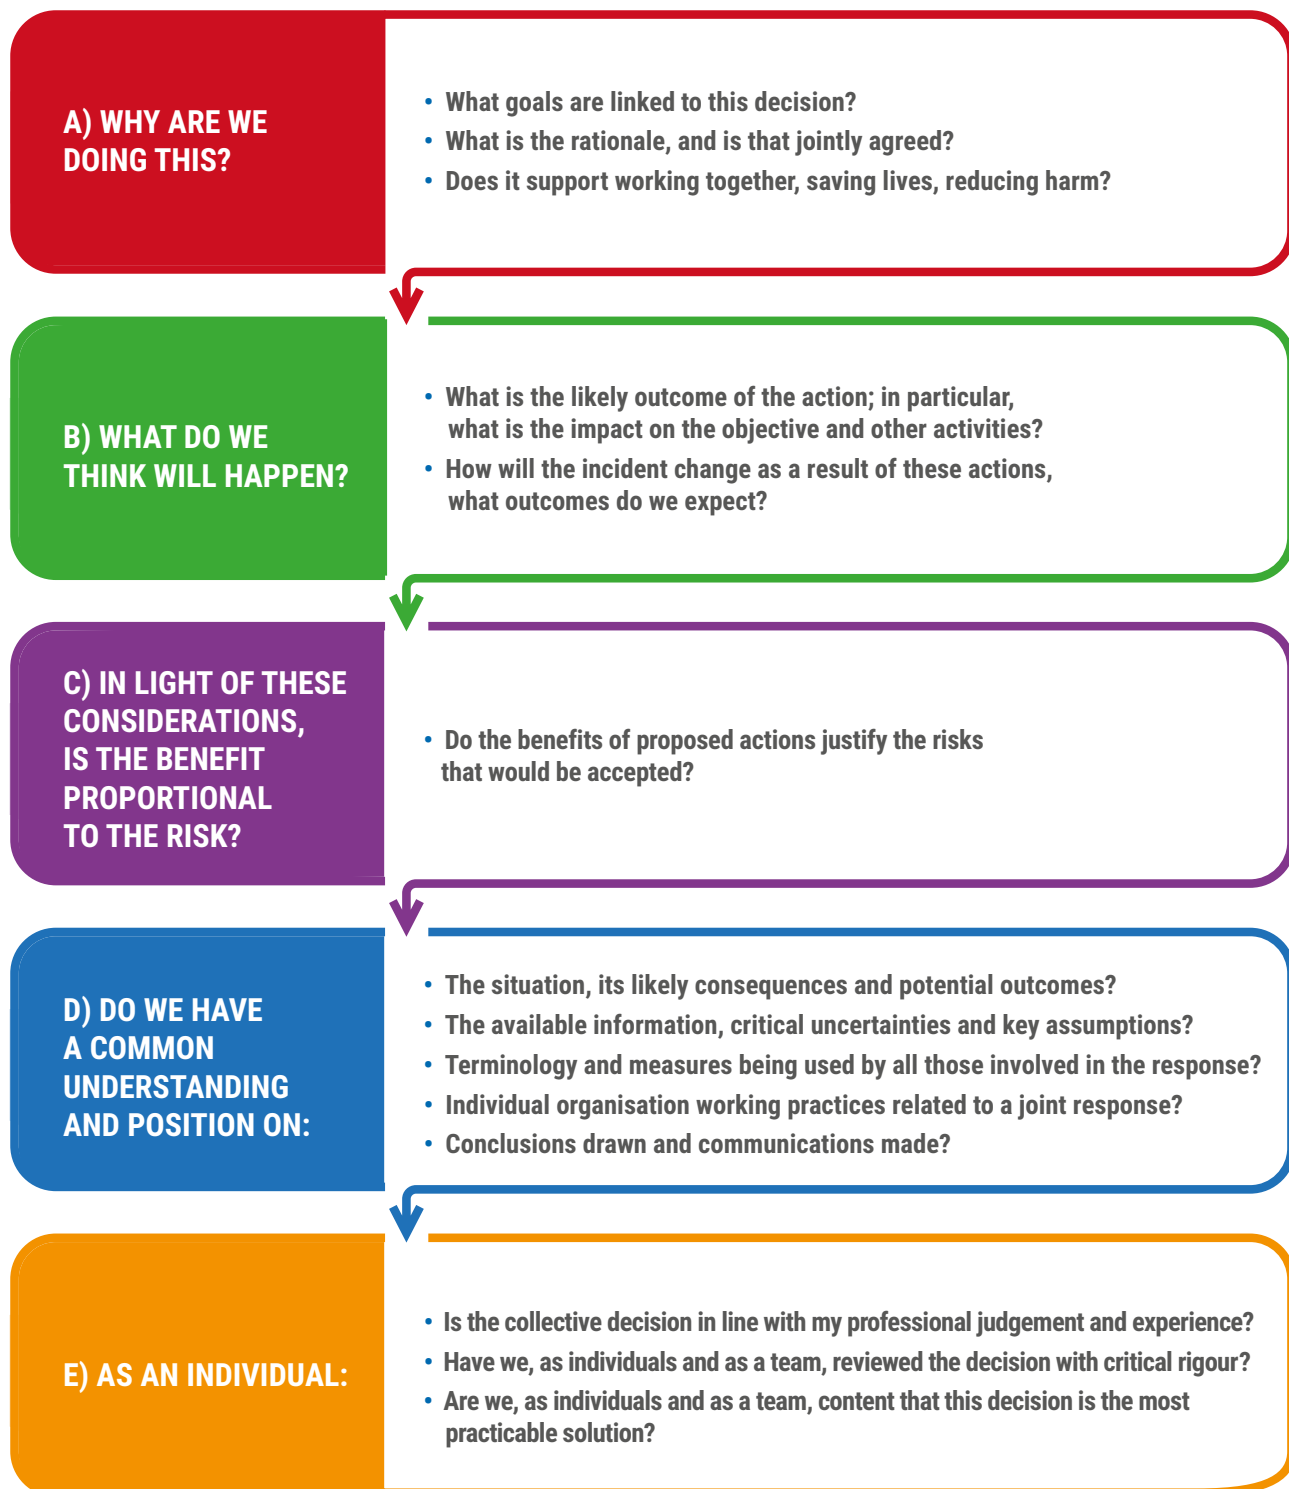 A) WHY ARE WE
DOING THIS?
• What goals are linked to this decision?
• What is the rationale, and is that jointly agreed?
• Does it support working together, saving lives, reducing harm?
B) WHAT DO WE
THINK WILL HAPPEN?
• What is the likely outcome of the action; in particular,
what is the impact on the objective and other activities?
• How will the incident change as a result of these actions,
what outcomes do we expect?
C) IN LIGHT OF THESE
CONSIDERATIONS,
IS THE BENEFIT
PROPORTIONAL
TO THE RISK?
• Do the benefits of proposed actions justify the risks
that would be accepted?
D) DO WE HAVE
A COMMON
UNDERSTANDING
AND POSITION ON:
• The situation, its likely consequences and potential outcomes?
• The available information, critical uncertainties and key assumptions?
• Terminology and measures being used by all those involved in the response?
• Individual organisation working practices related to a joint response?
• Conclusions drawn and communications made?
E) AS AN INDIVIDUAL:
• Is the collective decision in line with my professional judgement and experience?
• Have we, as individuals and as a team, reviewed the decision with critical rigour?
• Are we, as individuals and as a team, content that this decision is the most
practicable solution?